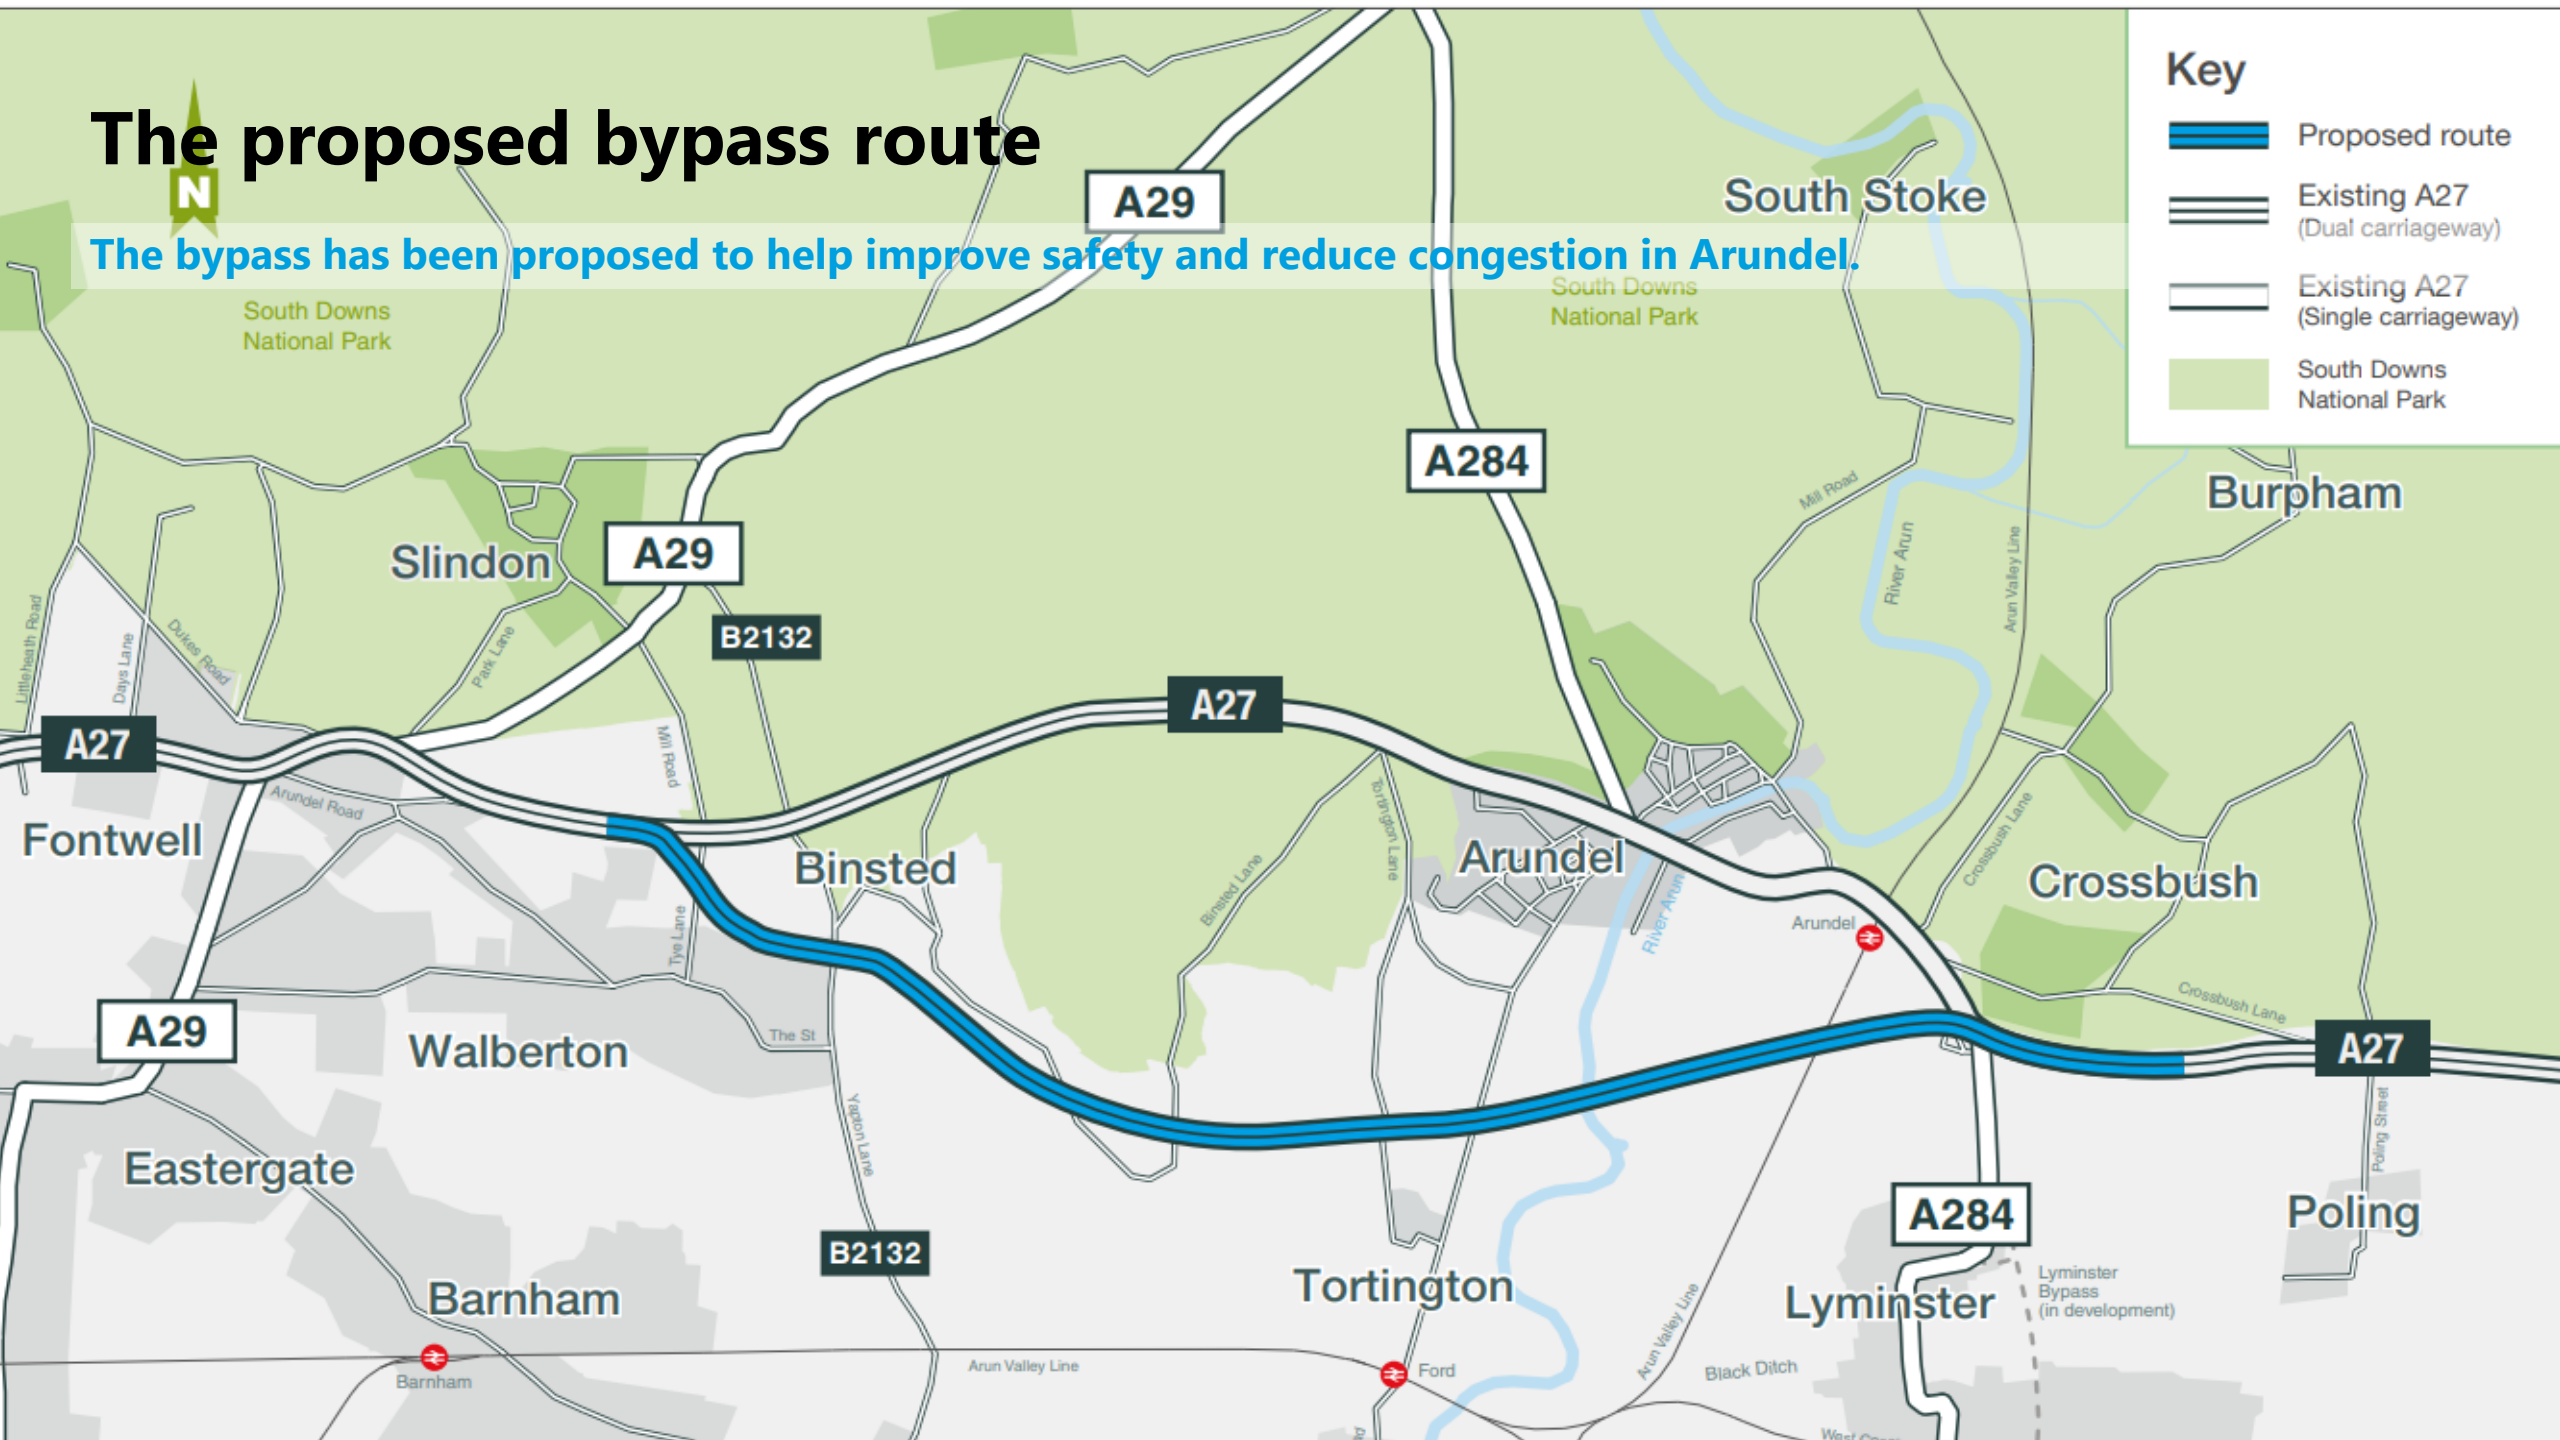 The proposed bypass route
N
The bypass has been proposed to help improve safety and reduce congestion in Arundel.
Key
Proposed route
Existing A27
(Dual carriageway)
Existing A27
(Single carriageway)
South Downs
National Park
A29
South Stoke
South Downs
National Park
South Downs
National Park
A284
Mill Road
Burpham
River Arun
Arun Valley Line
Slindon
A29
B2132
Littleheath Road
Days Lane
Dukes Road
Park Lane
A27
A27
Mill Road
Arundel Road
Tortington Lane
Fontwell
Binsted
Binsted Lane
Arundel
River Arun
Arundel
Crossbush Lane
Crossbush
Tye Lane
Crossbush Lane
A29
Walberton
The St
A27
Yapton Lane
Poling Street
Eastergate
A284
Poling
B2132
Tortington
Lyminster
Lyminster
Bypass
(in development)
Barnham
Barnham
Arun Valley Line
Ford
Arun Valley Line
Black Ditch